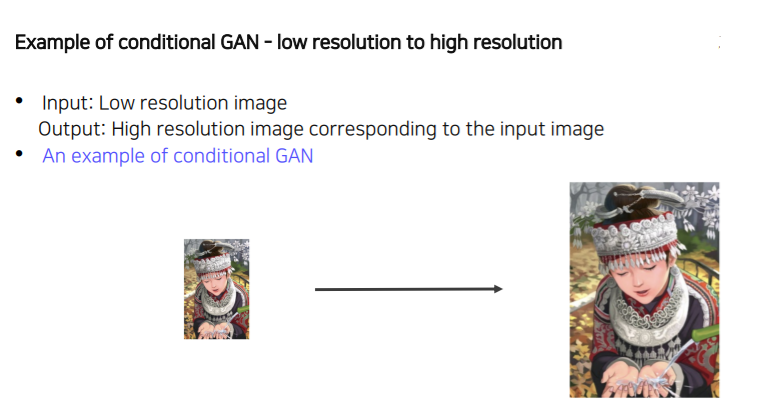 Example of conditional GAN - low resolution to high resolution
• Input: Low resolution image
Output: High resolution image corresponding to the input image
• An example of conditional GAN